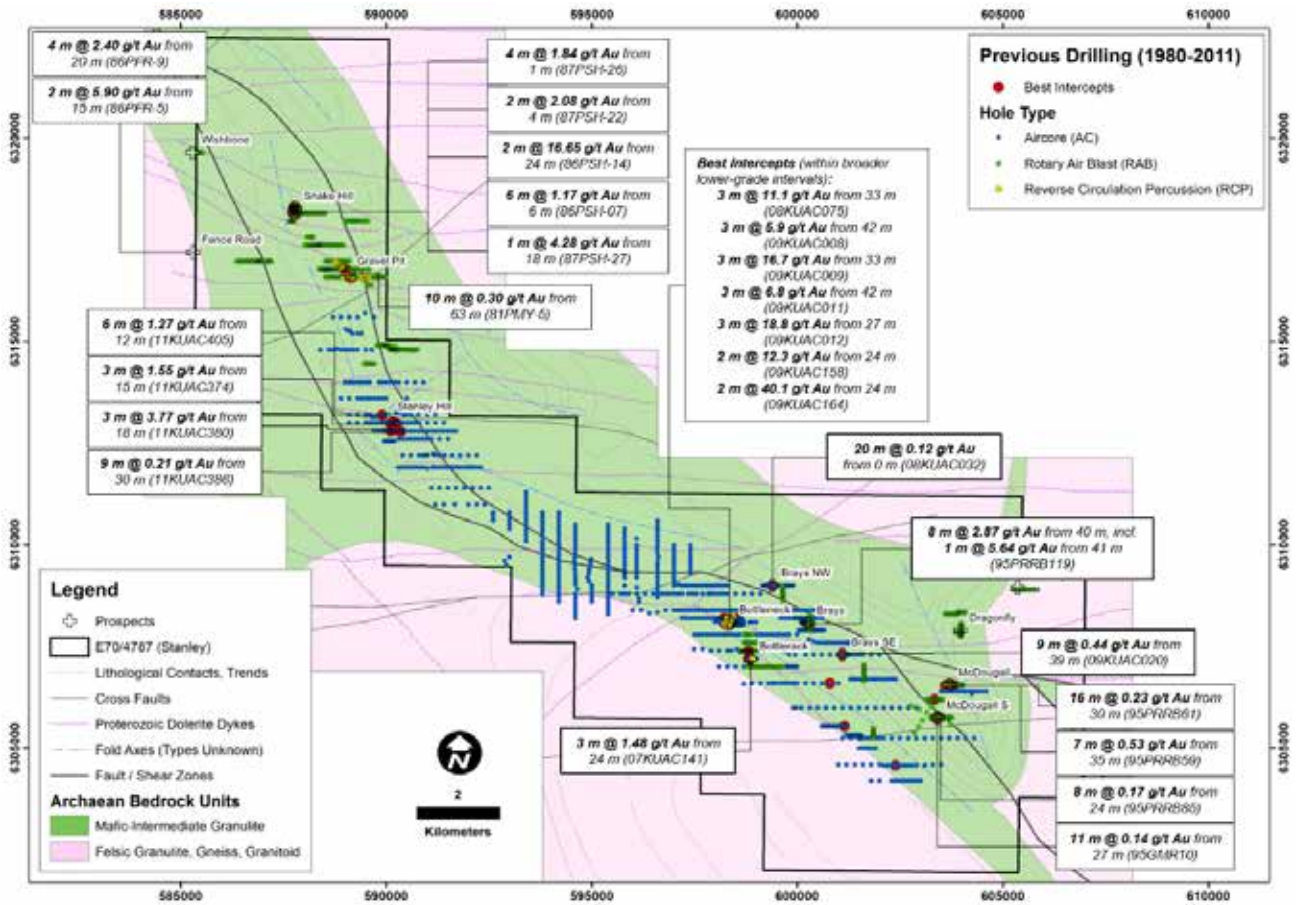 585000 590000 595000 600000 605000 610000
4 m @ 2.40 g/t Au from
20 m (86PFR-9)
2 m @ 5.90 g/t Au from
15 m (86PFR-5)
4 m @ 1.84 g/t Au from
1 m (87PSH-26)
2 m @ 2.08 g/t Au from
4 m (87PSH-22)
2 m @ 16.65 g/t Au from
24 m (86PSH-14)
6 m @ 1.17 g/t Au from
6 m (86PSH-07)
1 m @ 4.28 g/t Au from
18 m (87PSH-27)
10 m @ 0.30 g/t Au from
63 m (81PMY-5)
Previous Drilling (1980-2011)
Best Intercepts
Hole Type
Aircore (AC)
Rotary Air Blast (RAB)
Reverse Circulation Percussion (RCP)
Best Intercepts (within broader
lower-grade intervals):
3 m @ 11.1 g/t Au from 33 m
(08KUAC075)
3 m @ 5.9 g/t Au from 42 m
(09KUAC008)
3 m @ 16.7 g/t Au from 33 m
(09KUAC009)
3 m @ 6.8 g/t Au from 42 m
(09KUAC011)
3 m @ 18.8 g/t Au from 27 m
(09KUAC012)
2 m @ 12.3 g/t Au from 24 m
(09KUAC158)
2 m @ 40.1 g/t Au from 24 m
(09KUAC164)
6320000
6320000
Wishbone
Snake Hill
Fence Road
Gravel Pit
6315000
6315000
6 m @ 1.27 g/t Au from
12 m (11KUAC405)
3 m @ 1.55 g/t Au from
15 m (11KUAC374)
3 m @ 3.77 g/t Au from
18 m (11KUAC380)
9 m @ 0.21 g/t Au from
30 m (11KUAC386)
Stanley Hill
20 m @ 0.12 g/t Au
from 0 m (08KUAC032)
8 m @ 2.87 g/t Au from 40 m, incl.
1 m @ 5.64 g/t Au from 41 m
(95PRRB119)
6310000
6310000
Brays NW
Bottleneck
Brays
Dragonfly
Brays SE
Bottleneck
McDougall
McDougall S
9 m @ 0.44 g/t Au from
39 m (09KUAC020)
16 m @ 0.23 g/t Au from
30 m (95PRRB61)
7 m @ 0.53 g/t Au from
35 m (95PRRB59)
8 m @ 0.17 g/t Au from
24 m (95PRRB85)
11 m @ 0.14 g/t Au from
27 m (95GMR10)
3 m @ 1.48 g/t Au from
24 m (07KUAC141)
6305000
6305000
Legend
Prospects
E70/4787 (Stanley)
Lithological Contacts, Trends
Cross Faults
Proterozoic Dolerite Dykes
Fold Axes (Types Unknown)
Fault / Shear Zones
Archaean Bedrock Units
Mafic-Intermediate Granulite
Felsic Granulite, Gneiss, Granitoid
N
2
Kilometers
585000 590000 595000 600000 605000 610000